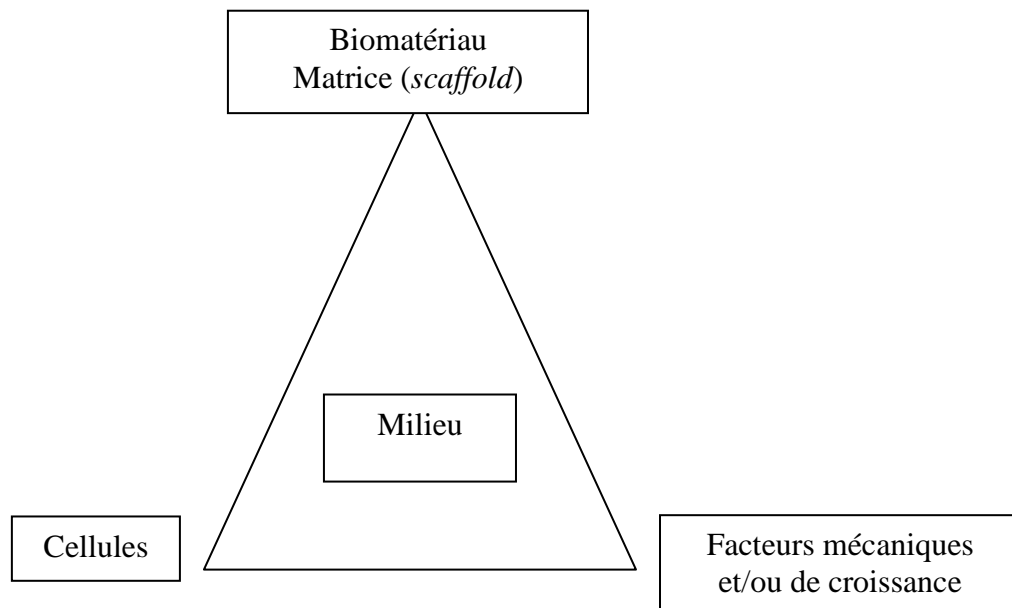 Biomatériau
Matrice (scaffold)
Milieu
Cellules
Facteurs mécaniques
et/ou de croissance